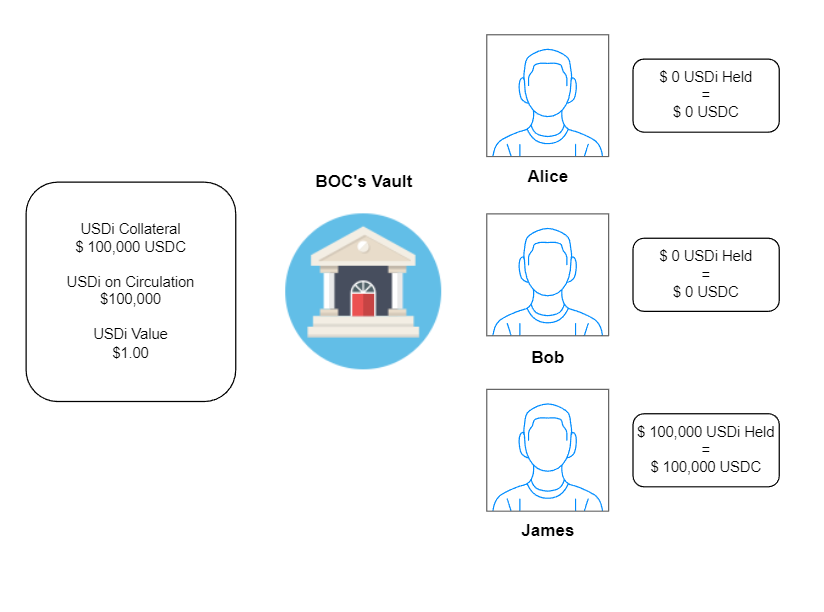 USDi Collateral
$ 100,000 USDC
USDi on Circulation
$100,000
USDi Value
$1.00
BOC's Vault
$ 0 USDi Held
=
$ 0 USDC
Alice
$ 0 USDi Held
=
$ 0 USDC
Bob
$ 100,000 USDi Held
=
$ 100,000 USDC
James